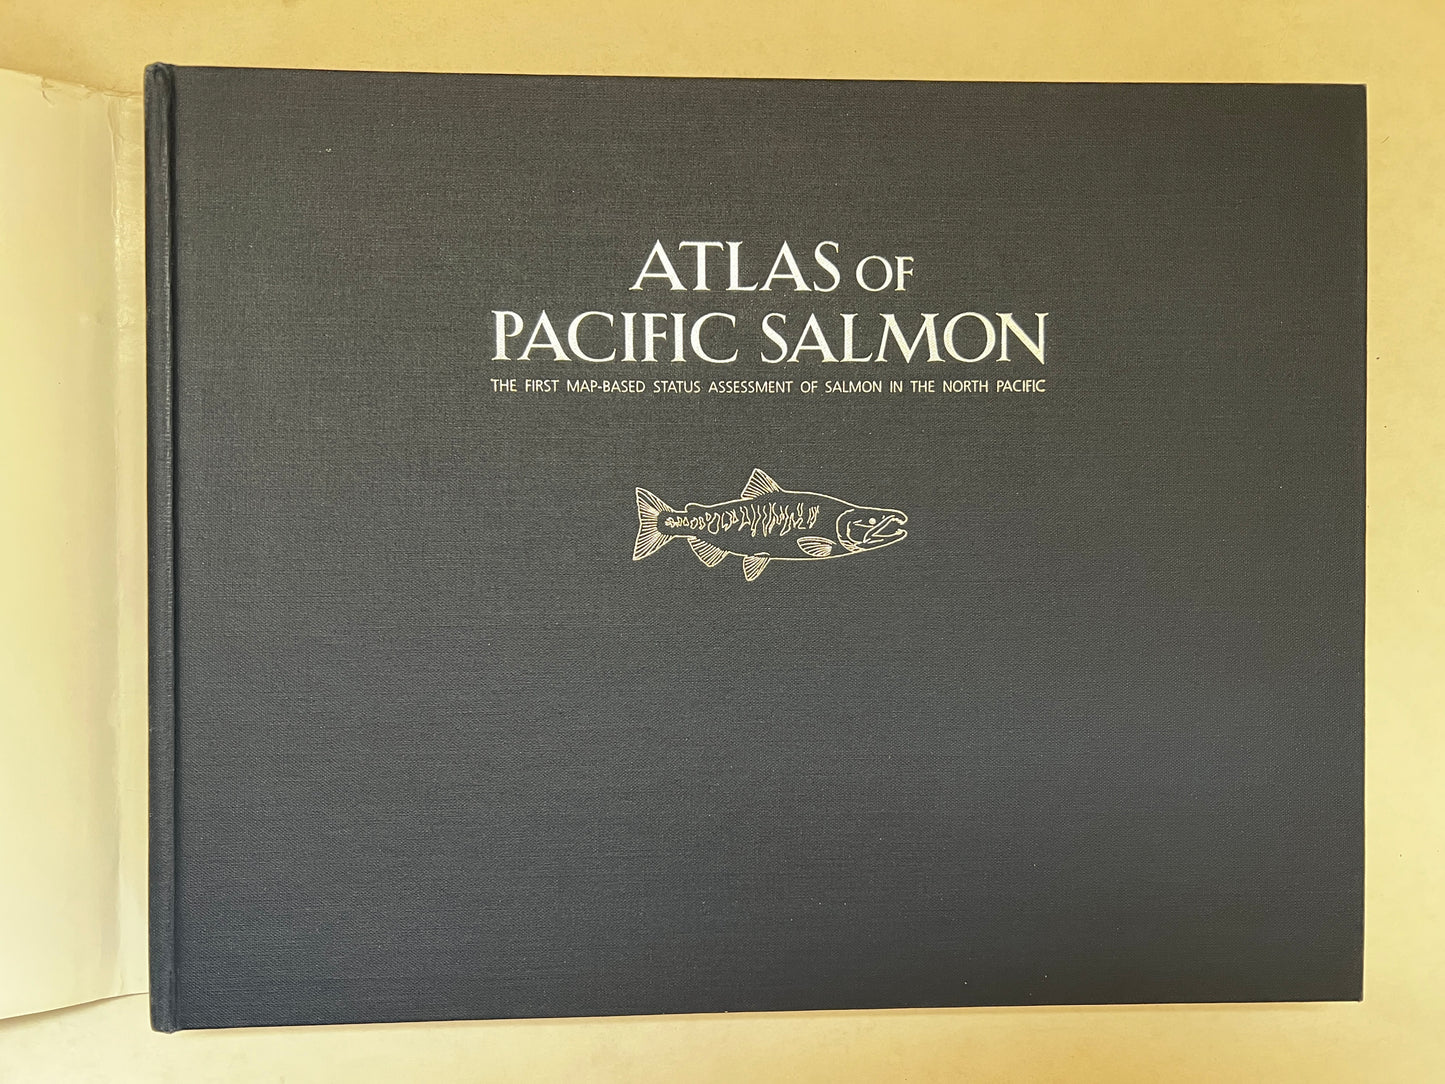 ATLAS OF
PACIFIC SALMON
THE FIRST MAP-BASED STATUS ASSESSMENT OF SALMON IN THE NORTH PACIFIC